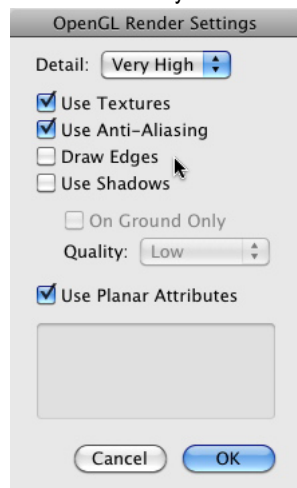 OpenGL Render Settings
Detail: Very High
Use Textures
Use Anti-Aliasing
Draw Edges
Use Shadows
On Ground Only
Quality: Low
Use Planar Attributes
Cancel OK